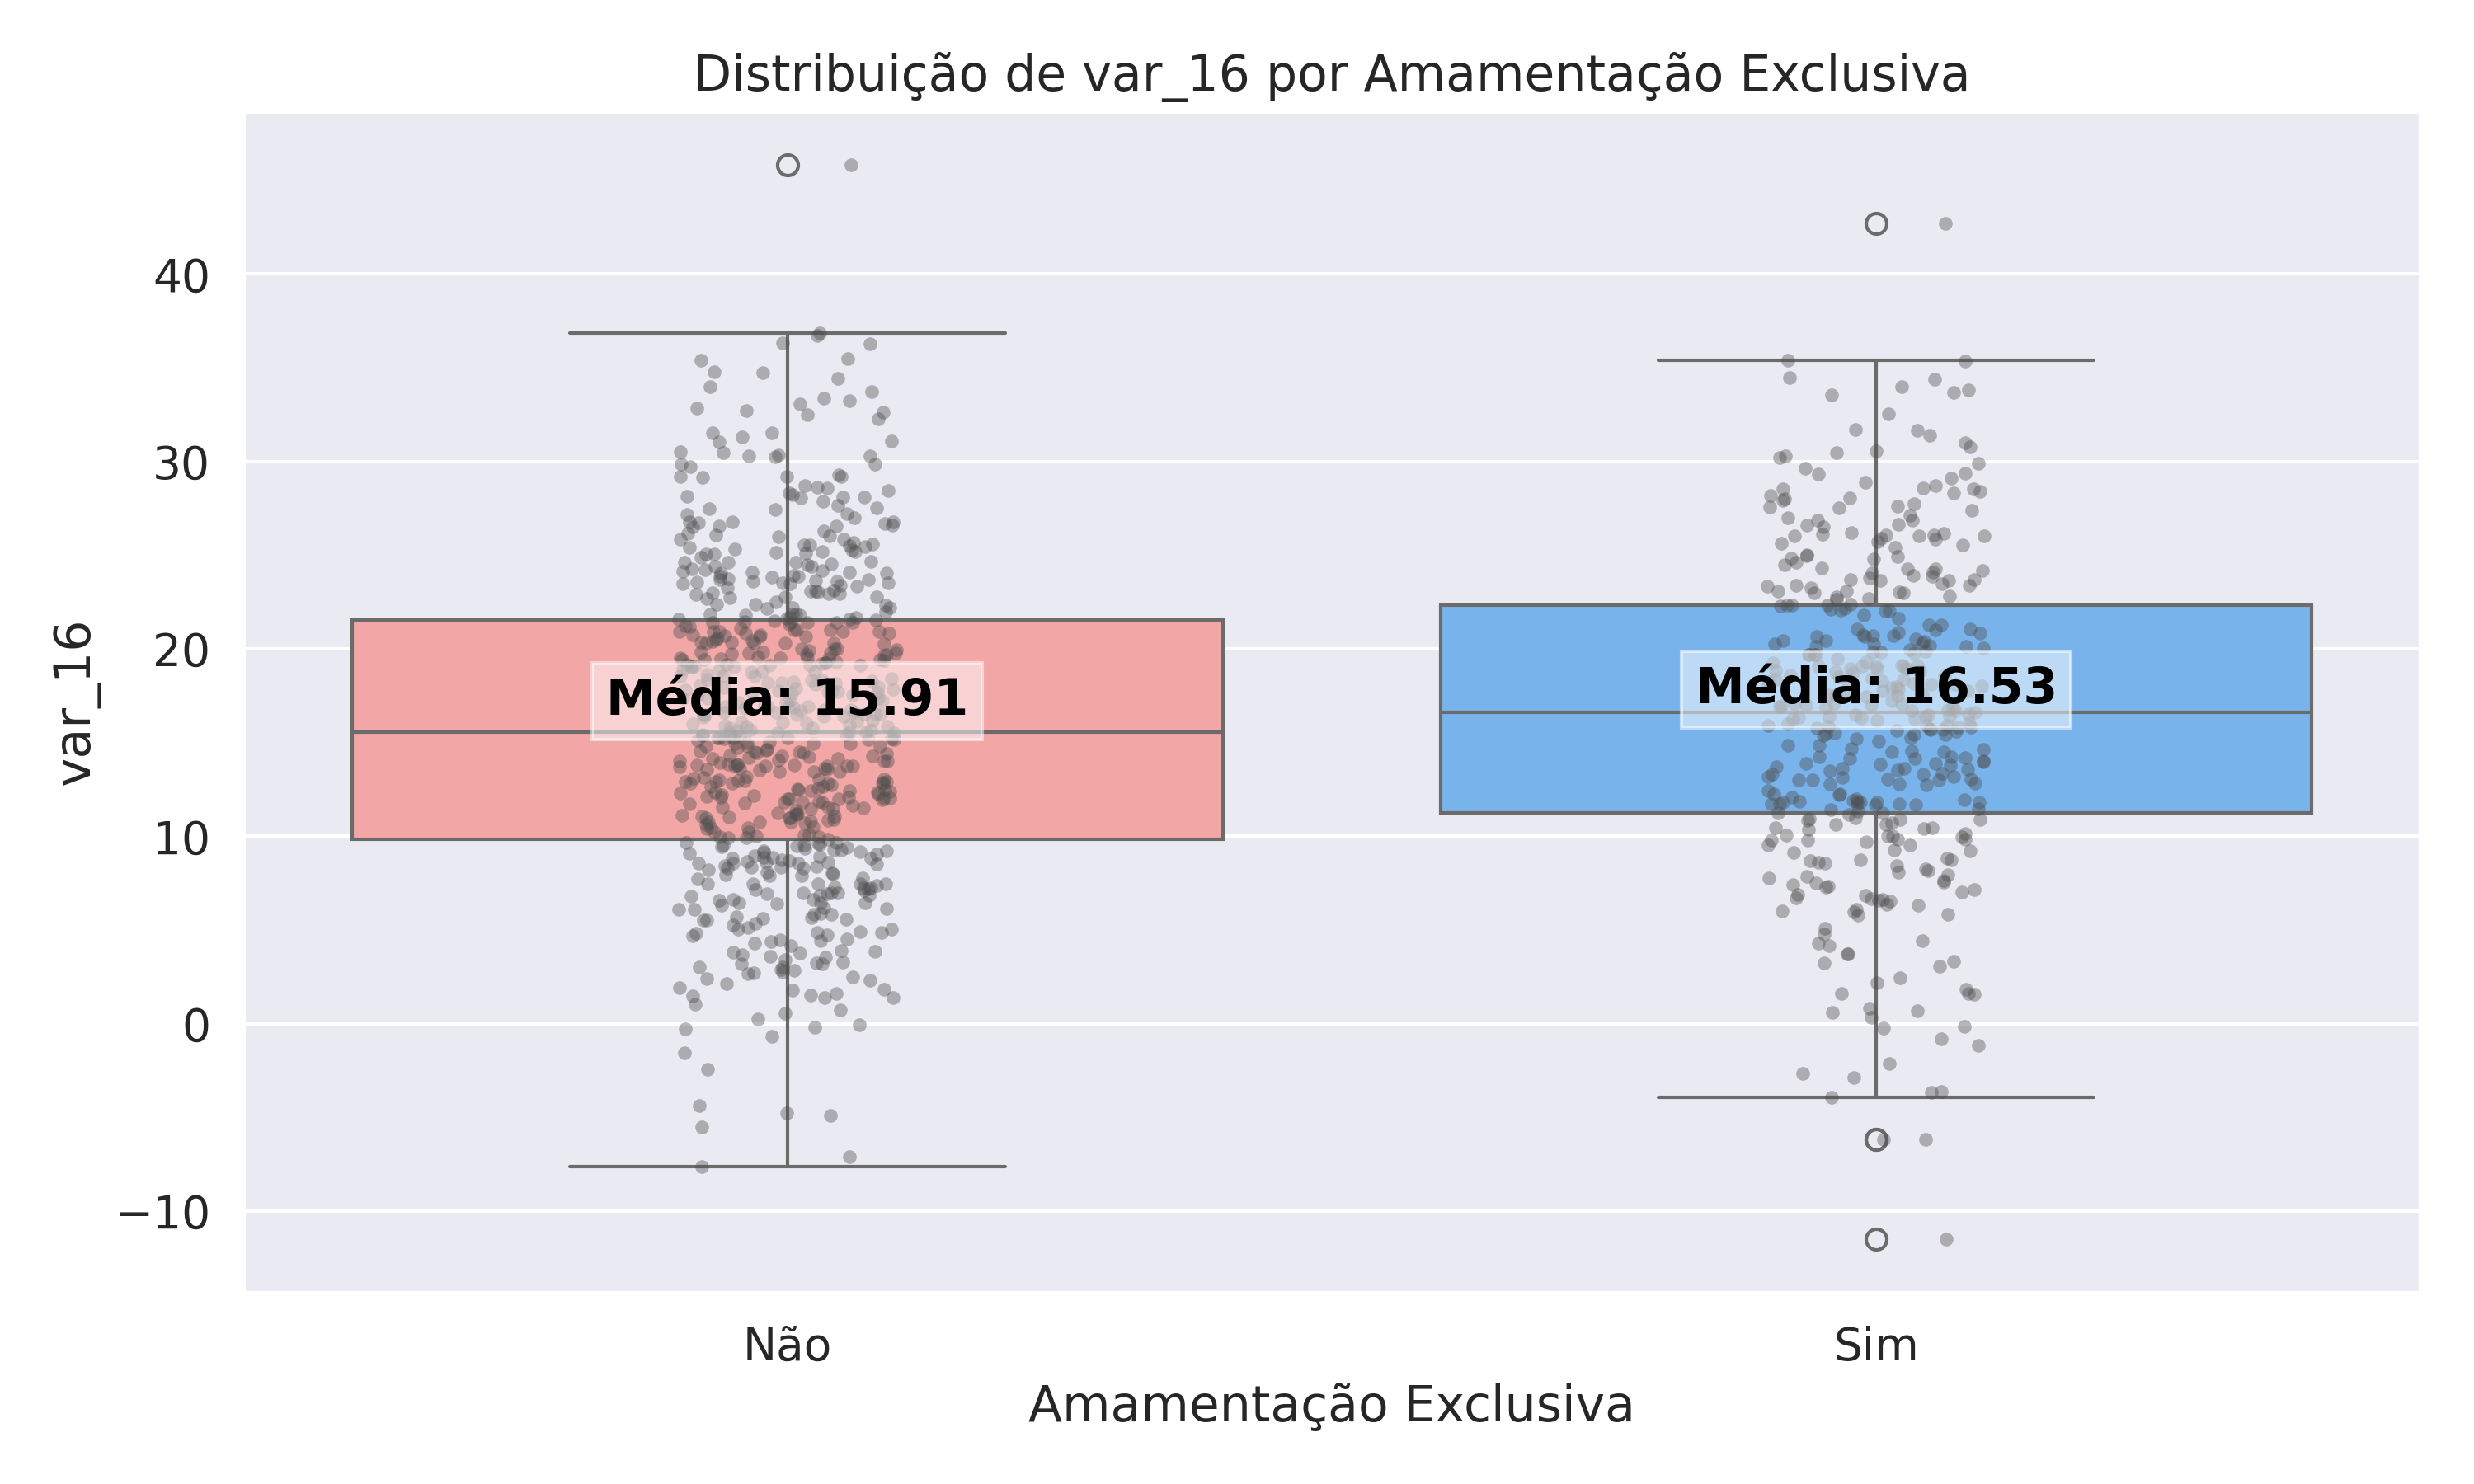 Distribuição de var_16 por Amamentação Exclusiva
var_16
40
30
20
10
0
−10
Média: 15.91
Média: 16.53
Não
Sim
Amamentação Exclusiva